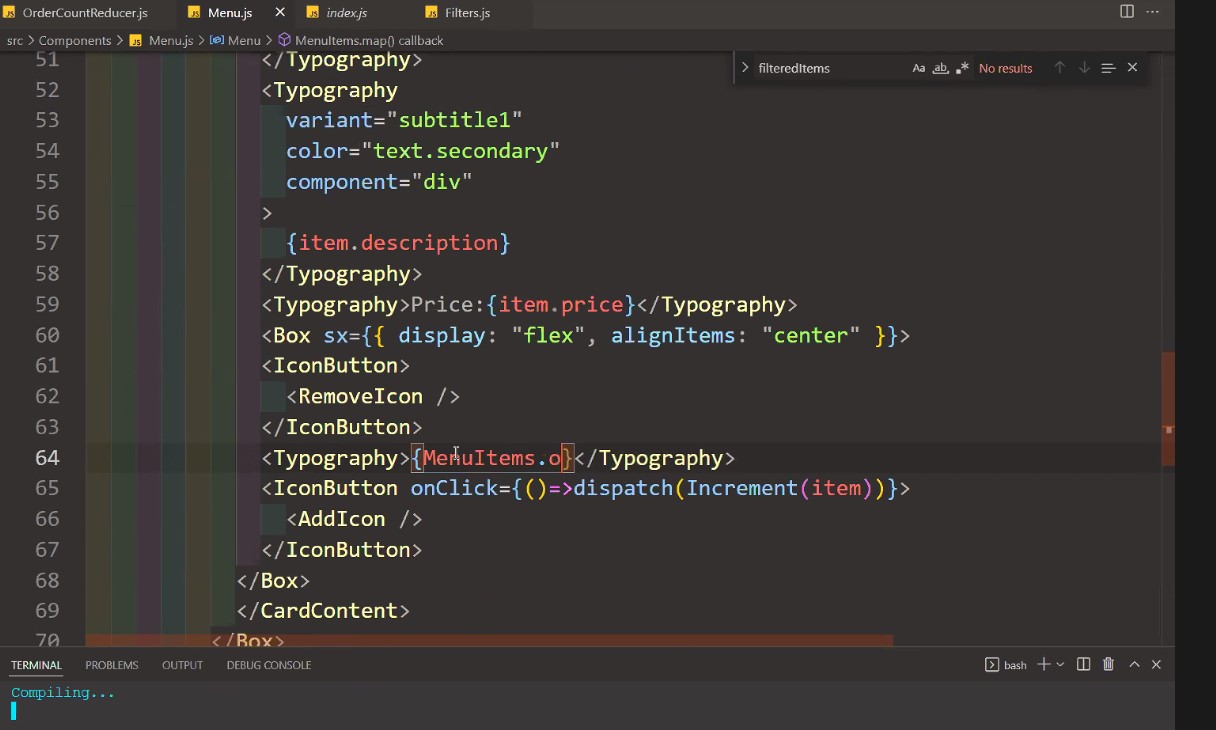 OrderCountReducer.js Menu.js index.js Filters.js
src > Components > Menu.js > Menu > MenuItems.map() callback
filteredItems Aa ab .* No results
51 </Typography>
52 <Typography
53 variant="subtitle1"
54 color="text.secondary"
55 component="div"
56 >
57 {item.description}
58 </Typography>
59 <Typography>Price:{item.price}</Typography>
60 <Box sx={{ display: "flex", alignItems: "center" }}>
61 <IconButton>
62 <RemoveIcon />
63 </IconButton>
64 <Typography>{MenuItems.o}</Typography>
65 <IconButton onClick={()=>dispatch(Increment(item))}>
66 <AddIcon />
67 </IconButton>
68 </Box>
69 </CardContent>
70 </Box>
TERMINAL PROBLEMS OUTPUT DEBUG CONSOLE bash
Compiling...